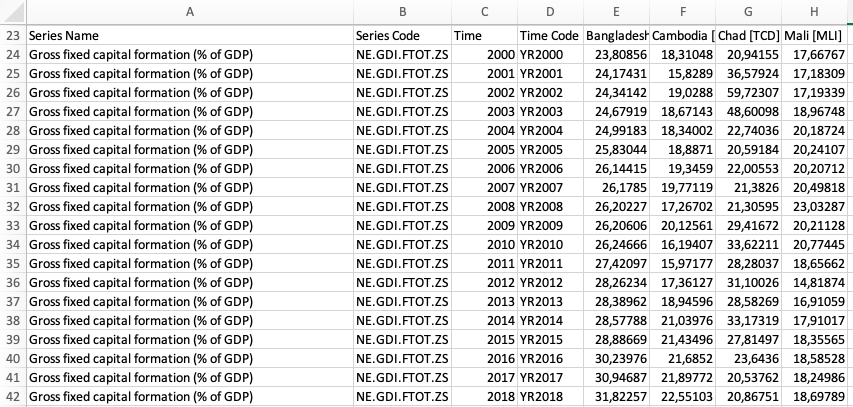 A B C D E F G H
23 Series Name Series Code Time Time Code Bangladesh Cambodia [ Chad [TCD] Mali [MLI]
24 Gross fixed capital formation (% of GDP) NE.GDI.FTOT.ZS 2000 YR2000 23,80856 18,31048 20,94155 17,66767
25 Gross fixed capital formation (% of GDP) NE.GDI.FTOT.ZS 2001 YR2001 24,17431 15,8289 36,57924 17,18309
26 Gross fixed capital formation (% of GDP) NE.GDI.FTOT.ZS 2002 YR2002 24,34142 19,0288 59,72307 17,19339
27 Gross fixed capital formation (% of GDP) NE.GDI.FTOT.ZS 2003 YR2003 24,67919 18,67143 48,60098 18,96748
28 Gross fixed capital formation (% of GDP) NE.GDI.FTOT.ZS 2004 YR2004 24,99183 18,34002 22,74036 20,18724
29 Gross fixed capital formation (% of GDP) NE.GDI.FTOT.ZS 2005 YR2005 25,83044 18,8871 20,59184 20,24107
30 Gross fixed capital formation (% of GDP) NE.GDI.FTOT.ZS 2006 YR2006 26,14415 19,3459 22,00553 20,20712
31 Gross fixed capital formation (% of GDP) NE.GDI.FTOT.ZS 2007 YR2007 26,1785 19,77119 21,3826 20,49818
32 Gross fixed capital formation (% of GDP) NE.GDI.FTOT.ZS 2008 YR2008 26,20227 17,26702 21,30595 23,03287
33 Gross fixed capital formation (% of GDP) NE.GDI.FTOT.ZS 2009 YR2009 26,20606 20,12561 29,41672 20,21128
34 Gross fixed capital formation (% of GDP) NE.GDI.FTOT.ZS 2010 YR2010 26,24666 16,19407 33,62211 20,77445
35 Gross fixed capital formation (% of GDP) NE.GDI.FTOT.ZS 2011 YR2011 27,42097 15,97177 28,28037 18,65662
36 Gross fixed capital formation (% of GDP) NE.GDI.FTOT.ZS 2012 YR2012 28,26234 17,36127 31,10026 14,81874
37 Gross fixed capital formation (% of GDP) NE.GDI.FTOT.ZS 2013 YR2013 28,38962 18,94596 28,58269 16,91059
38 Gross fixed capital formation (% of GDP) NE.GDI.FTOT.ZS 2014 YR2014 28,57788 21,03976 33,17319 17,91017
39 Gross fixed capital formation (% of GDP) NE.GDI.FTOT.ZS 2015 YR2015 28,88669 21,43496 27,81497 18,35565
40 Gross fixed capital formation (% of GDP) NE.GDI.FTOT.ZS 2016 YR2016 30,23976 21,6852 23,6436 18,58528
41 Gross fixed capital formation (% of GDP) NE.GDI.FTOT.ZS 2017 YR2017 30,94687 21,89772 20,53762 18,24986
42 Gross fixed capital formation (% of GDP) NE.GDI.FTOT.ZS 2018 YR2018 31,82257 22,55103 20,86751 18,69789